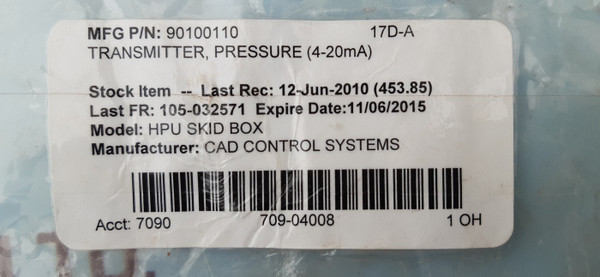 MFG P/N: 90100110 17D-A
TRANSMITTER, PRESSURE (4-20mA)
Stock Item -- Last Rec: 12-Jun-2010 (453.85)
Last FR: 105-032571 Expire Date:11/06/2015
Model: HPU SKID BOX
Manufacturer: CAD CONTROL SYSTEMS
Acct: 7090 709-04008 1 OH